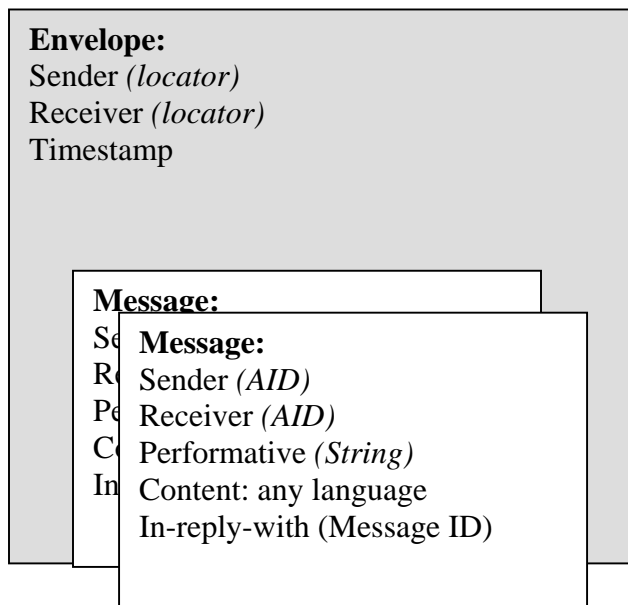 Envelope:
Sender (locator)
Receiver (locator)
Timestamp
Message:
Message:
Sender (AID)
Receiver (AID)
Performative (String)
Content: any language
In-reply-with (Message ID)